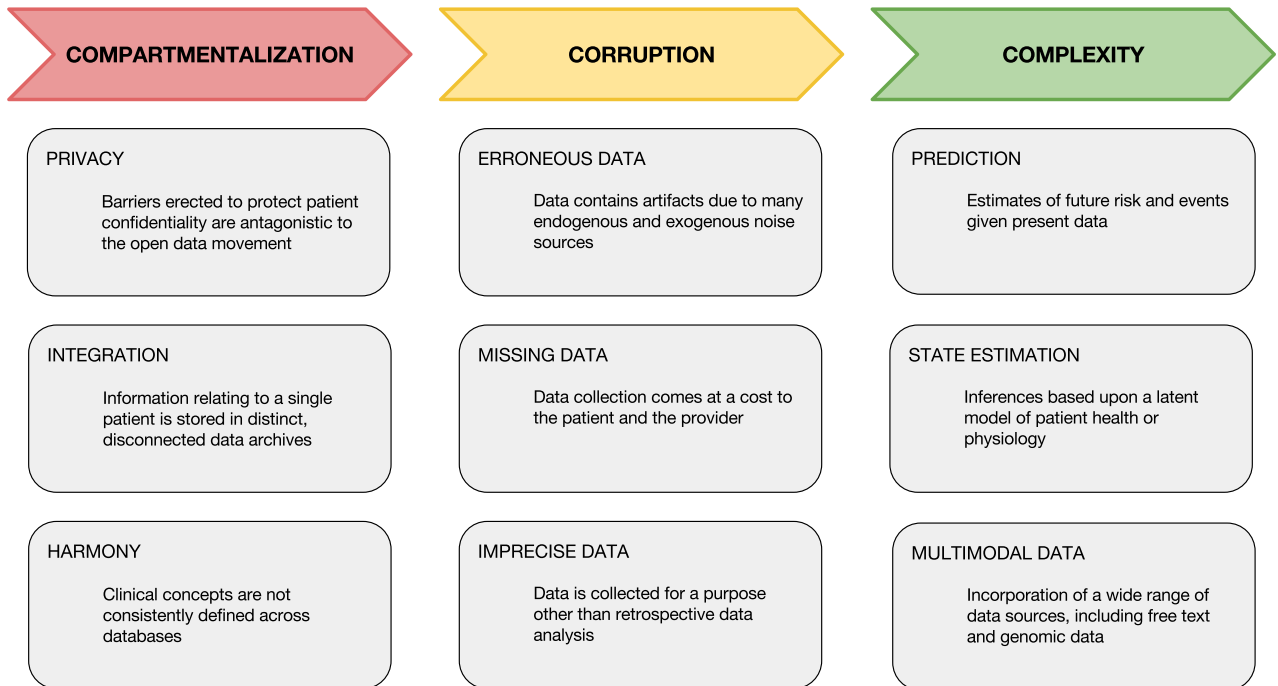 COMPARTMENTALIZATION
PRIVACY
Barriers erected to protect patient
confidentiality are antagonistic to
the open data movement
INTEGRATION
Information relating to a single
patient is stored in distinct,
disconnected data archives
HARMONY
Clinical concepts are not
consistently defined across
databases
CORRUPTION
ERRONEOUS DATA
Data contains artifacts due to many
endogenous and exogenous noise
sources
MISSING DATA
Data collection comes at a cost to
the patient and the provider
IMPRECISE DATA
Data is collected for a purpose
other than retrospective data
analysis
COMPLEXITY
PREDICTION
Estimates of future risk and events
given present data
STATE ESTIMATION
Inferences based upon a latent
model of patient health or
physiology
MULTIMODAL DATA
Incorporation of a wide range of
data sources, including free text
and genomic data